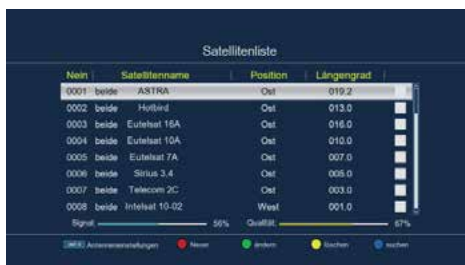 Satellitenliste
Nein Satellitenname Position Längengrad
0001 beide ASTRA Ost 019.2
0002 beide Hotbird Ost 013.0
0003 beide Eutelsat 16A Ost 016.0
0004 beide Eutelsat 10A Ost 010.0
0005 beide Eutelsat 7A Ost 007.0
0006 beide Sirius 3,4 Ost 005.0
0007 beide Telecom 2C Ost 003.0
0008 beide Intelsat 10-02 West 001.0
Signal: 56% Qualität: 67%
INFO Antenneneinstellungen Neuer ändern löschen suchen